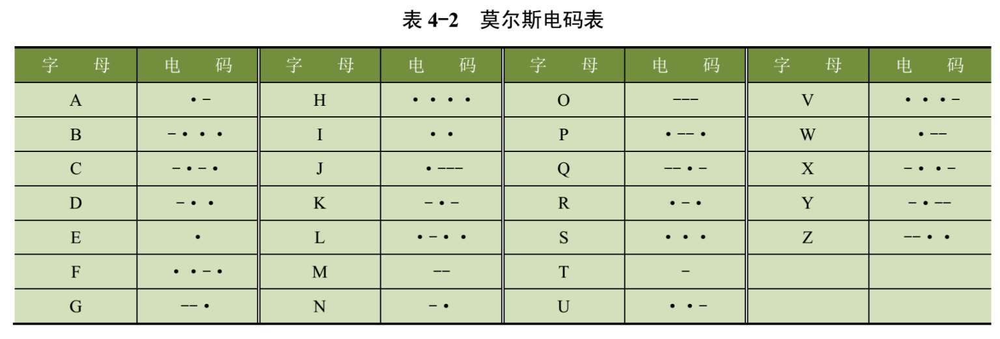 表 4-2 莫尔斯电码表
字 母 电 码 字 母 电 码 字 母 电 码 字 母 电 码
A •- H •••• O --- V •••-
B -••• I •• P •--• W •--
C -•-• J •--- Q --•- X -••-
D -•• K -•- R •-• Y -•--
E • L •-•• S ••• Z --••
F ••-• M -- T -
G --• N -• U ••-